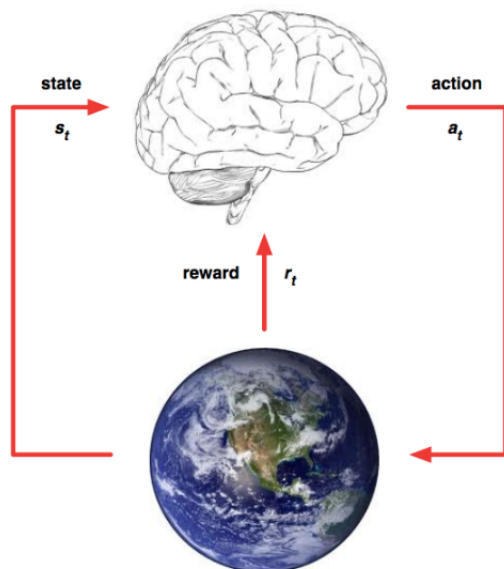 state
s_t
action
a_t
reward
r_t